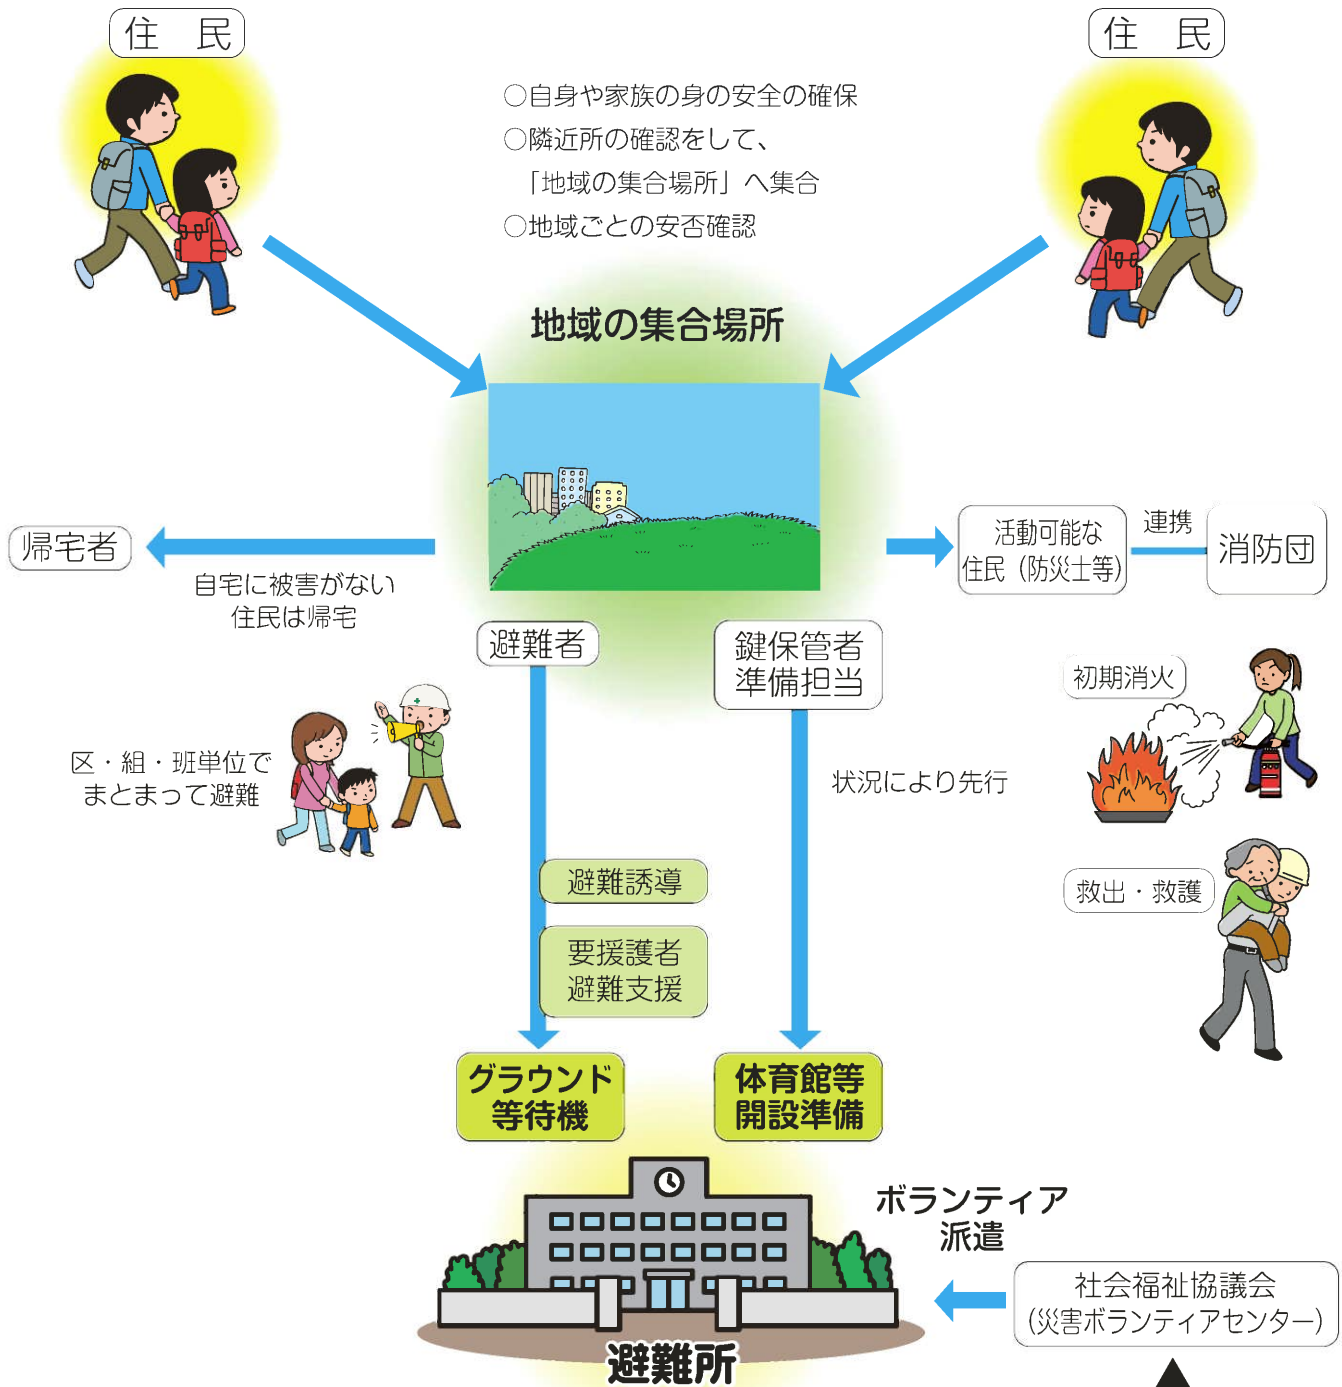 住　民
住　民
○自身や家族の身の安全の確保
○隣近所の確認をして、
「地域の集合場所」へ集合
○地域ごとの安否確認
地域の集合場所
帰宅者
自宅に被害がない
住民は帰宅
活動可能な
住民（防災士等）
連携
消防団
避難者
鍵保管者
準備担当
初期消火
区・組・班単位で
まとまって避難
状況により先行
避難誘導
救出・救護
要援護者
避難支援
グラウンド
等待機
体育館等
開設準備
ボランティア
派遣
社会福祉協議会
（災害ボランティアセンター）
避難所